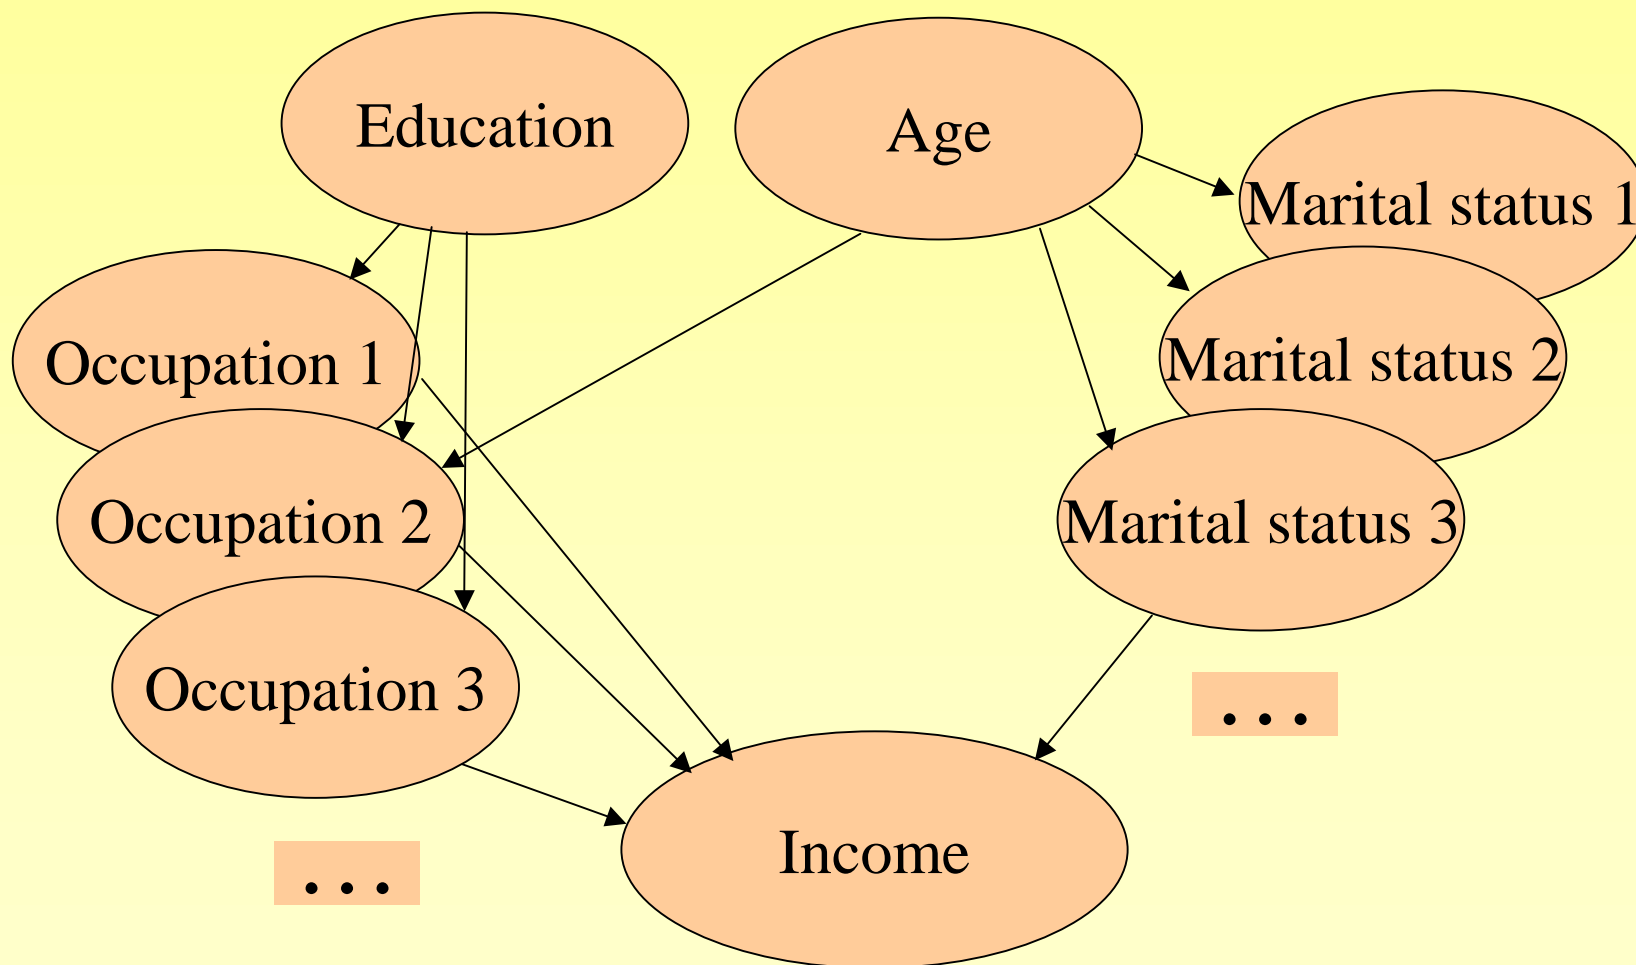 Education
Age
Marital status 1
Occupation 1
Marital status 2
Occupation 2
Marital status 3
Occupation 3
...
Income
...